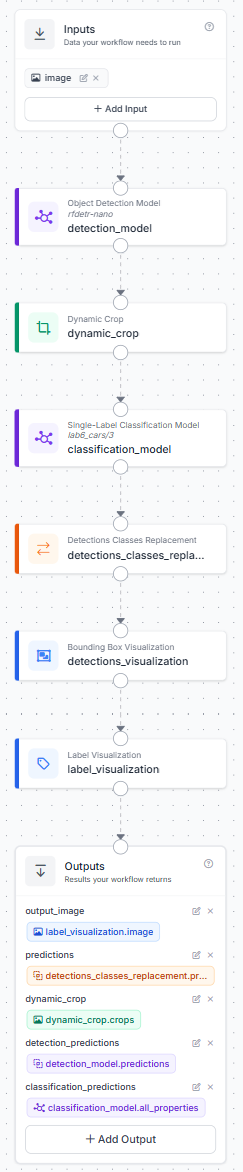 Inputs
Data your workflow needs to run
image
+ Add Input
Object Detection Model
rfdetr-nano
detection_model
Dynamic Crop
dynamic_crop
Single-Label Classification Model
lab6_cars/3
classification_model
Detections Classes Replacement
detections_classes_repla...
Bounding Box Visualization
detections_visualization
Label Visualization
label_visualization
Outputs
Results your workflow returns
output_image
label_visualization.image
predictions
detections_classes_replacement.pr...
dynamic_crop
dynamic_crop.crops
detection_predictions
detection_model.predictions
classification_predictions
classification_model.all_properties
+ Add Output